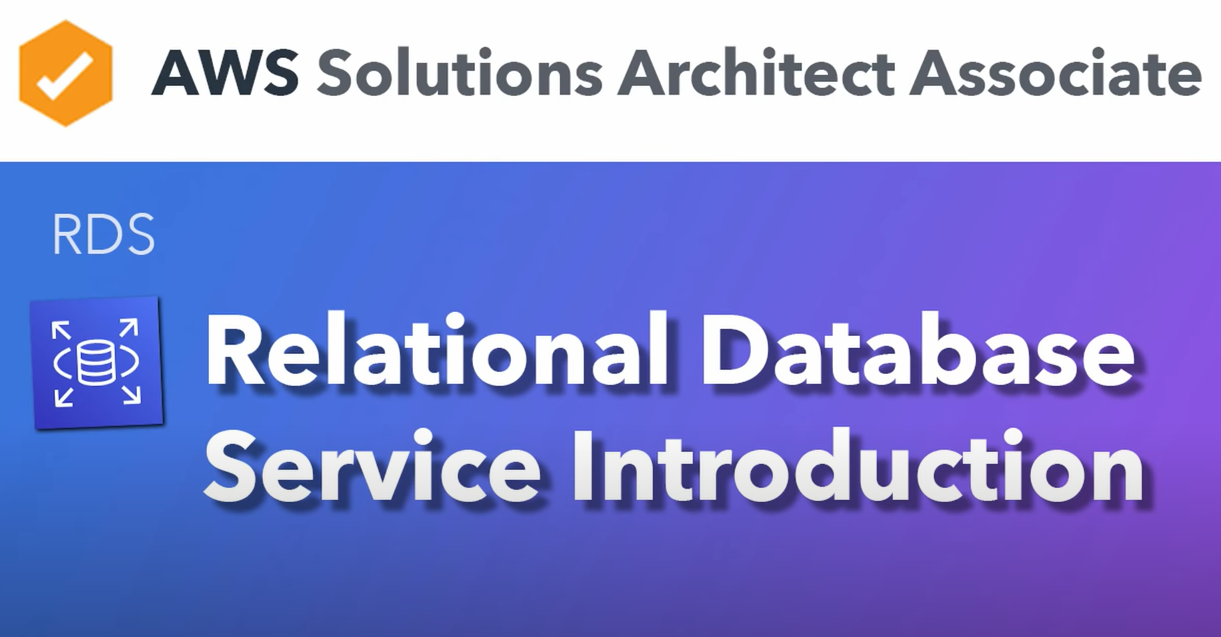 AWS Solutions Architect Associate
RDS
Relational Database
Service Introduction